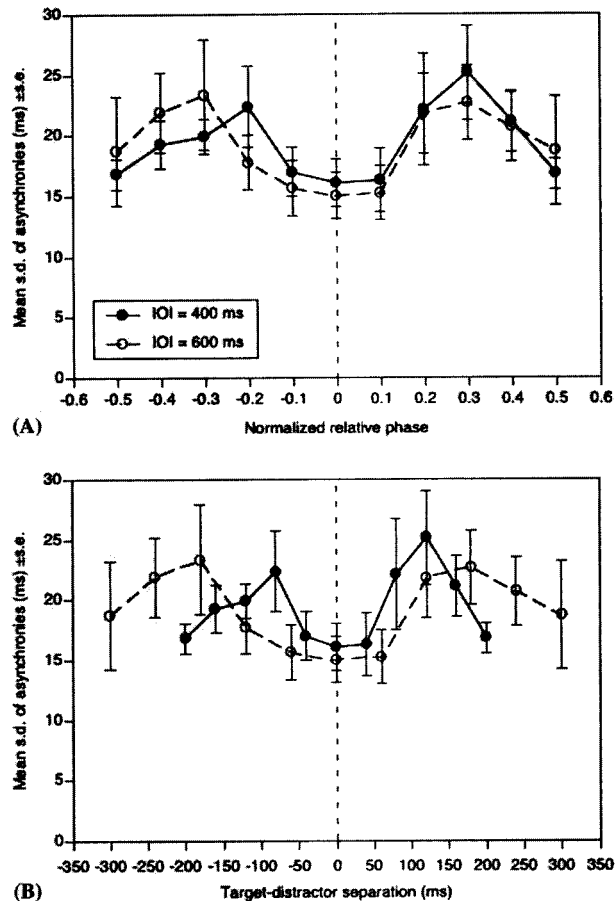 30
25
20
15
10
5
0
Mean s.d. of asynchronies (ms) ±s.e.
IOI = 400 ms
IOI = 600 ms
-0.6 -0.5 -0.4 -0.3 -0.2 -0.1 0 0.1 0.2 0.3 0.4 0.5 0.6
(A)
Normalized relative phase
30
25
20
15
10
5
0
Mean s.d. of asynchronies (ms) ±s.e.
-350 -300 -250 -200 -150 -100 -50 0 50 100 150 200 250 300 350
(B)
Target-distractor separation (ms)